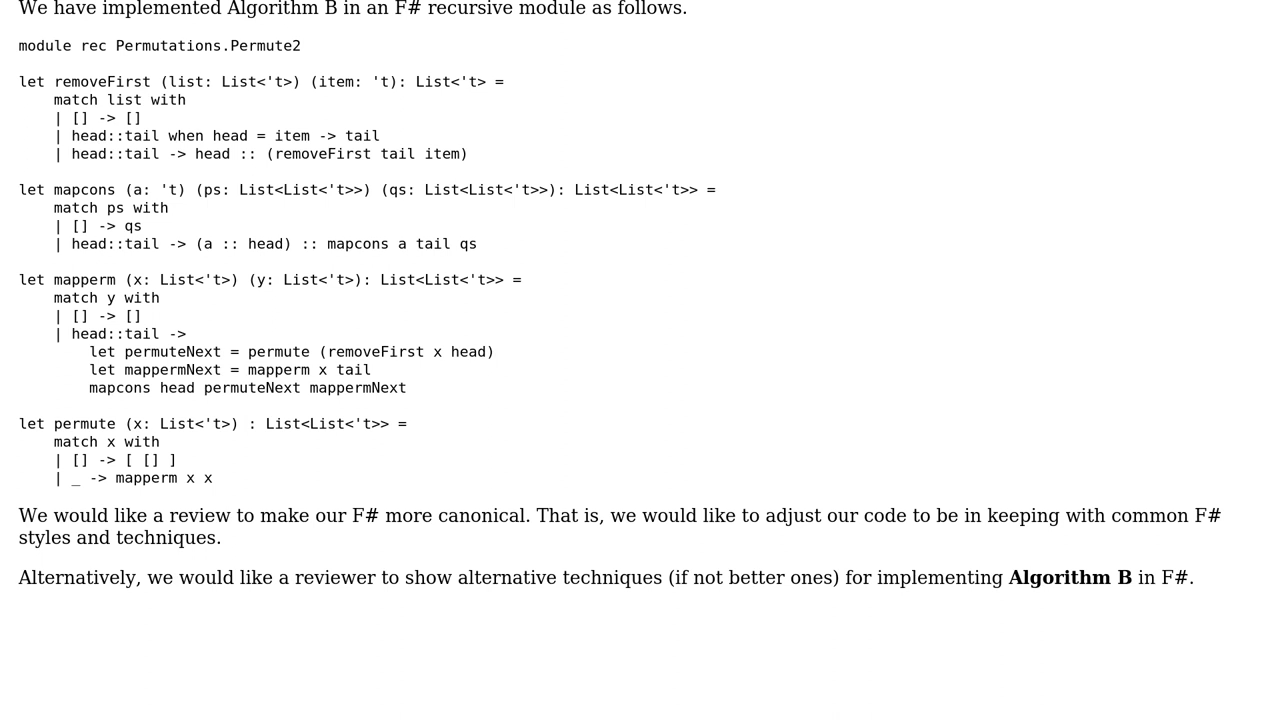 We have implemented Algorithm B in an F# recursive module as follows.
module rec Permutations.Permute2
let removeFirst (list: List<'t>) (item: 't): List<'t> =
    match list with
    | [] -> []
    | head::tail when head = item -> tail
    | head::tail -> head :: (removeFirst tail item)
let mapcons (a: 't) (ps: List<List<'t>>) (qs: List<List<'t>>): List<List<'t>> =
    match ps with
    | [] -> qs
    | head::tail -> (a :: head) :: mapcons a tail qs
let mapperm (x: List<'t>) (y: List<'t>): List<List<'t>> =
    match y with
    | [] -> []
    | head::tail ->
        let permuteNext = permute (removeFirst x head)
        let mappermNext = mapperm x tail
        mapcons head permuteNext mappermNext
let permute (x: List<'t>) : List<List<'t>> =
    match x with
    | [] -> [ [] ]
    | _ -> mapperm x x
We would like a review to make our F# more canonical. That is, we would like to adjust our code to be in keeping with common F#
styles and techniques.
Alternatively, we would like a reviewer to show alternative techniques (if not better ones) for implementing Algorithm B in F#.